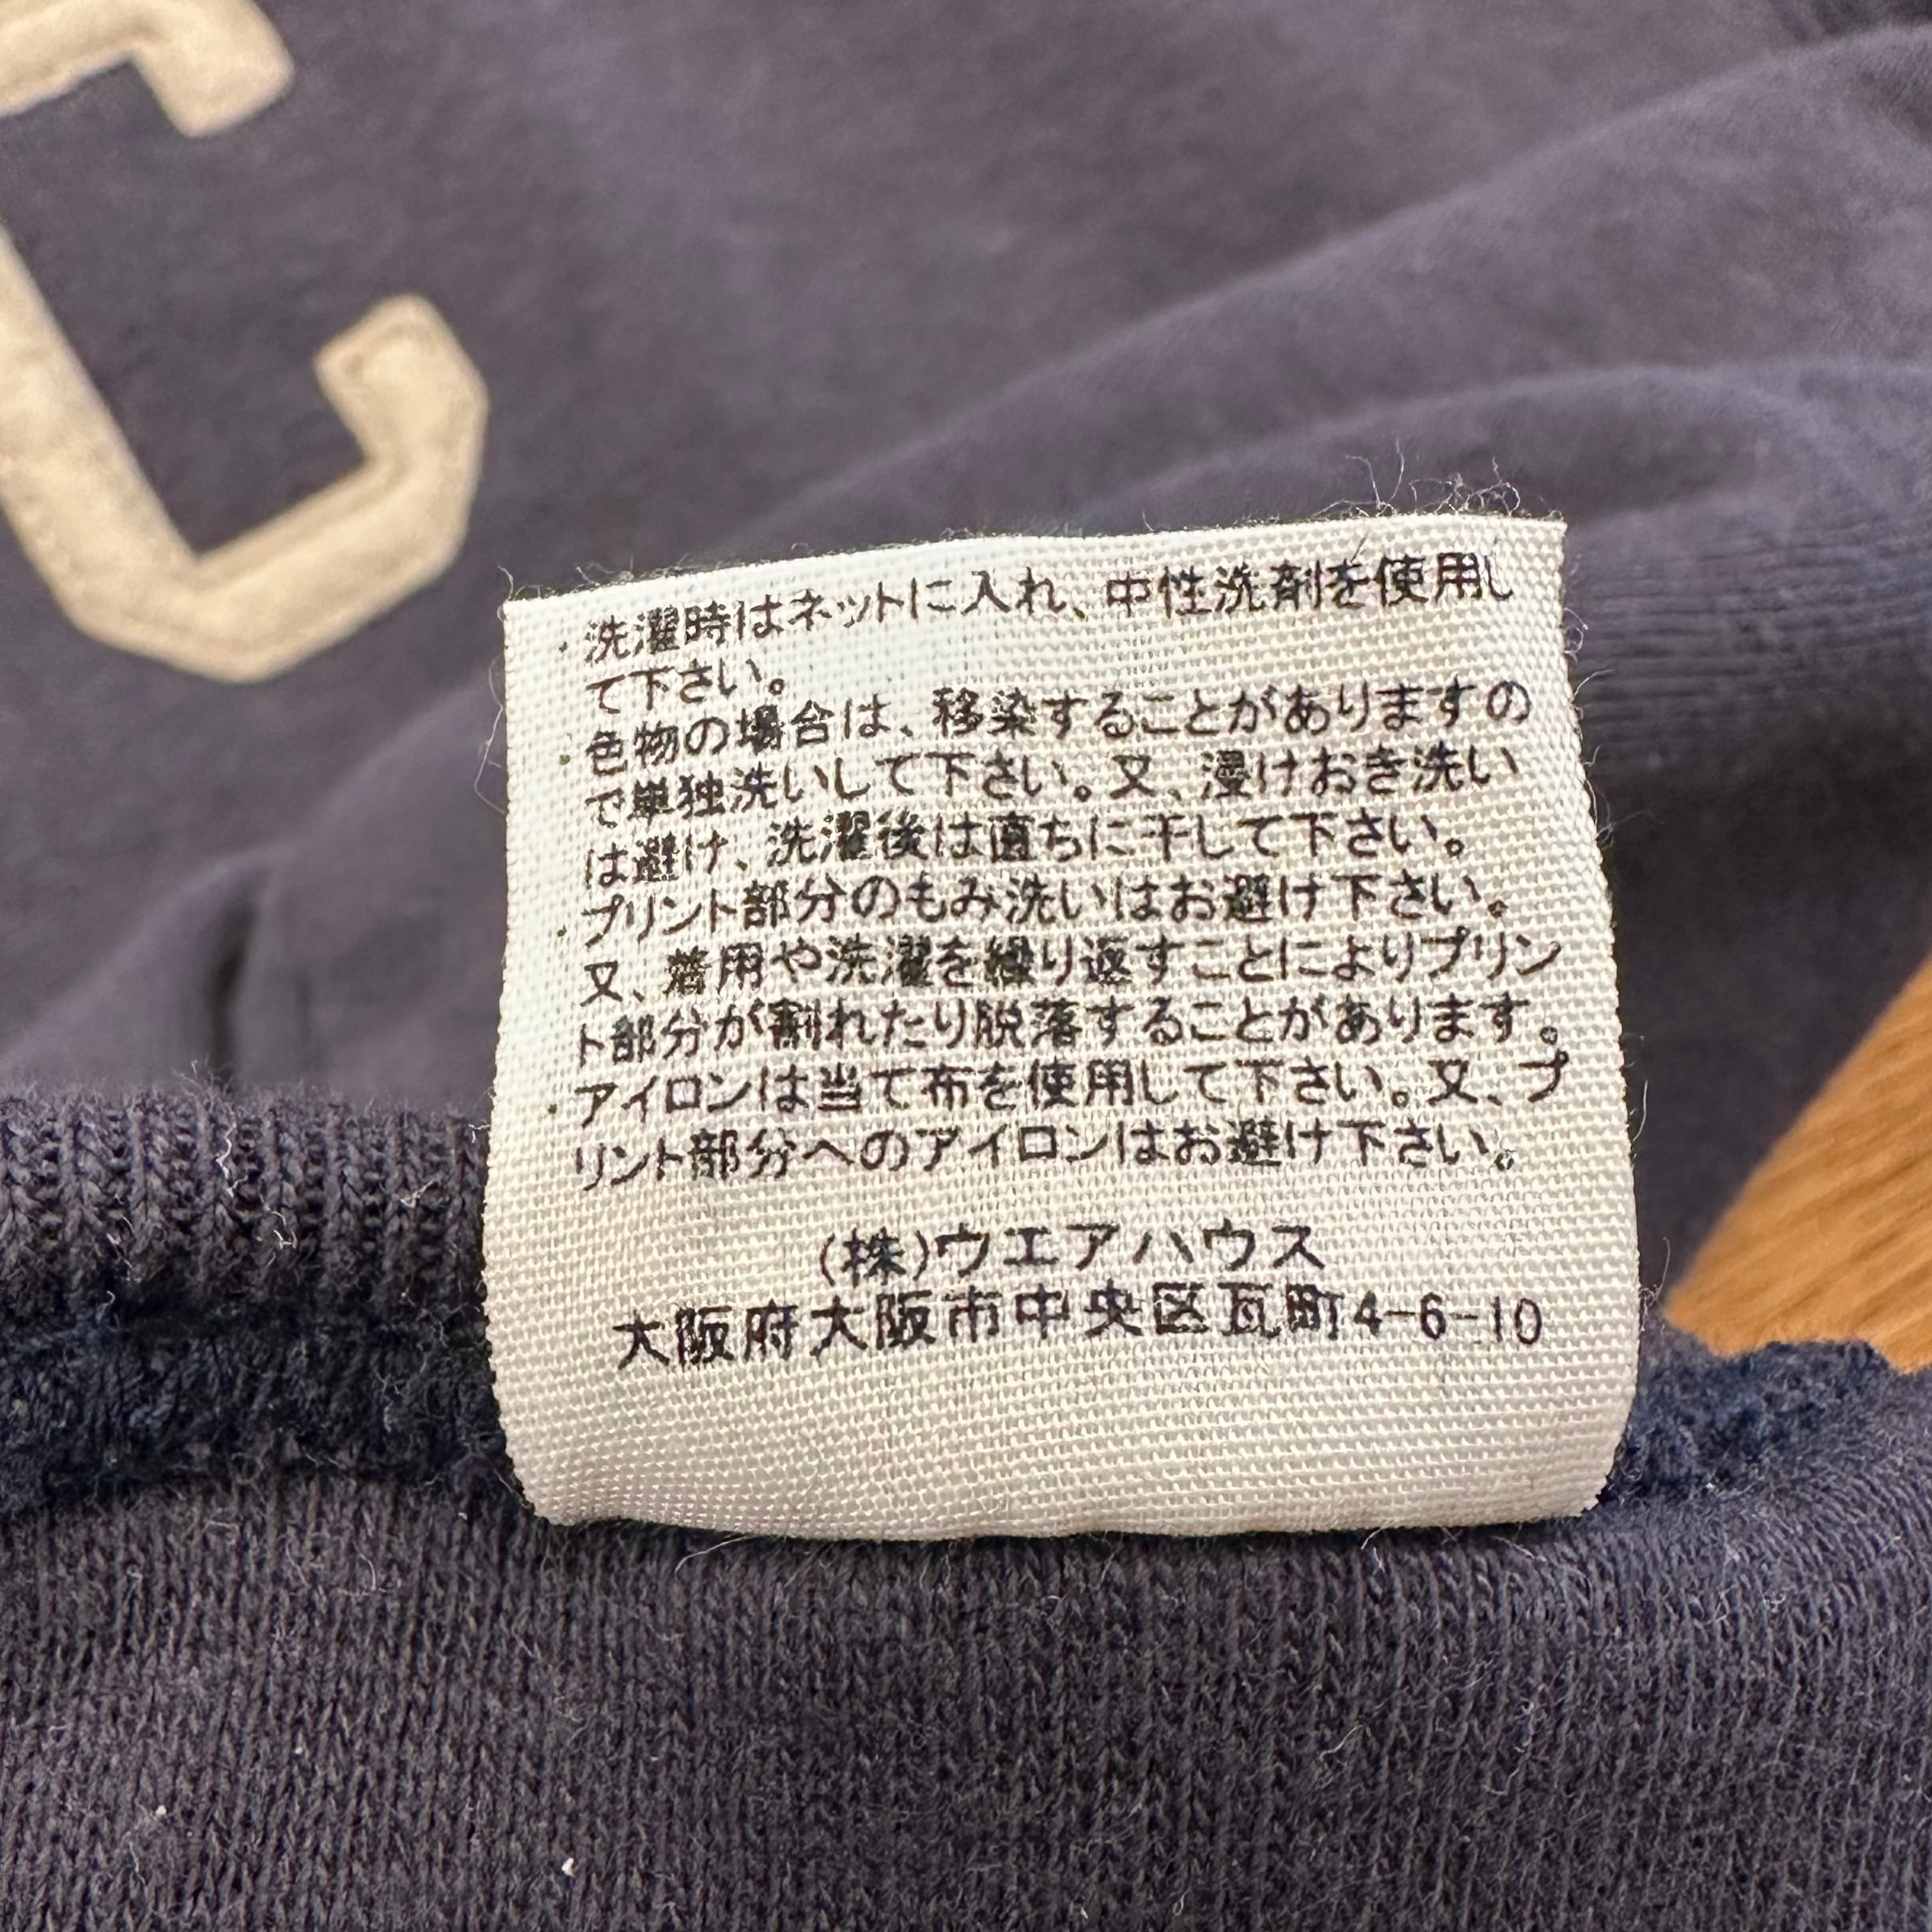 ・洗濯時はネットに入れ、中性洗剤を使用し
て下さい。
・色物の場合は、移染することがありますの
で単独洗いして下さい。又、浸けおき洗い
は避け、洗濯後は直ちに干して下さい。
・プリント部分のもみ洗いはお避け下さい。
又、着用や洗濯を繰り返すことによりプリン
ト部分が割れたり脱落することがあります。
・アイロンは当て布を使用して下さい。又、プ
リント部分へのアイロンはお避け下さい。
(株)ウエアハウス
大阪府大阪市中央区瓦町4-6-10
C